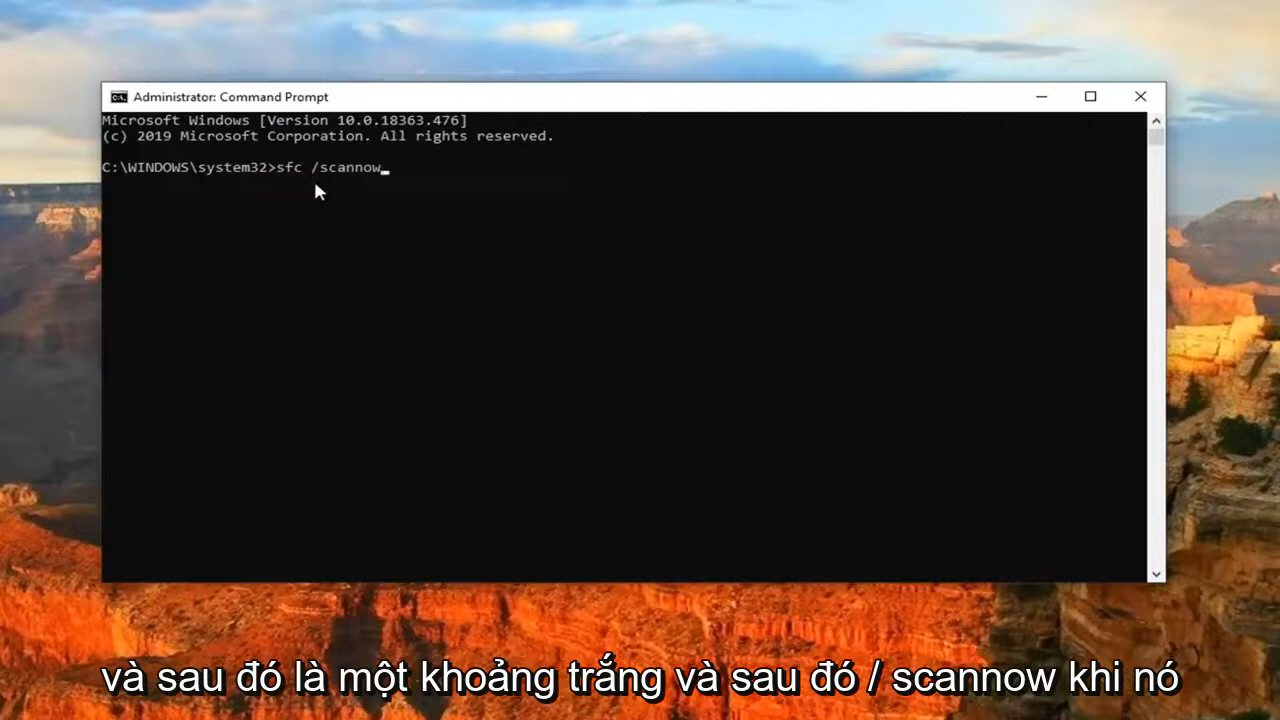 Administrator: Command Prompt
Microsoft Windows [Version 10.0.18363.476]
(c) 2019 Microsoft Corporation. All rights reserved.
C:\WINDOWS\system32>sfc /scannow
và sau đó là một khoảng trắng và sau đó / scannow khi nó